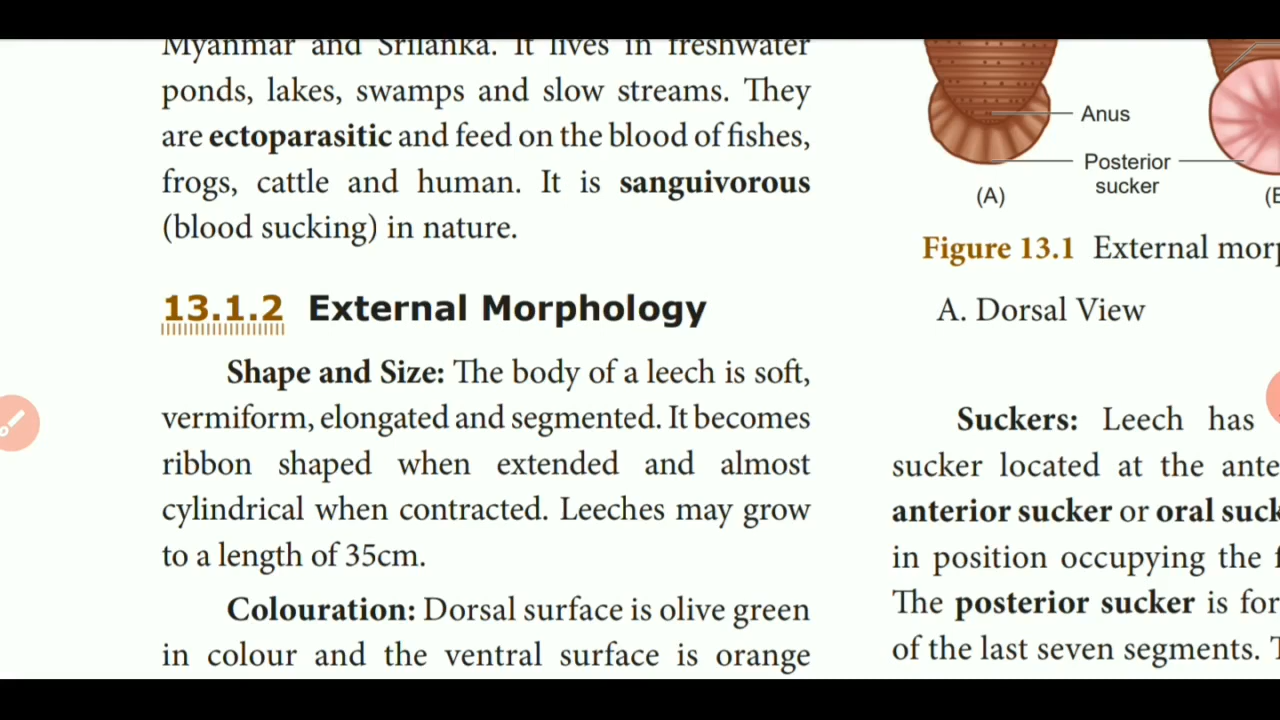 Myanmar and Srilanka. It lives in freshwater
ponds, lakes, swamps and slow streams. They
are ectoparasitic and feed on the blood of fishes,
frogs, cattle and human. It is sanguivorous
(blood sucking) in nature.
13.1.2 External Morphology
Shape and Size: The body of a leech is soft,
vermiform, elongated and segmented. It becomes
ribbon shaped when extended and almost
cylindrical when contracted. Leeches may grow
to a length of 35cm.
Colouration: Dorsal surface is olive green
in colour and the ventral surface is orange
Anus
Posterior
sucker
(A)
Figure 13.1 External
A. Dorsal View
Suckers: Leech has
sucker located at the
anterior sucker or oral
in position occupying the
The posterior sucker is
of the last seven segments.